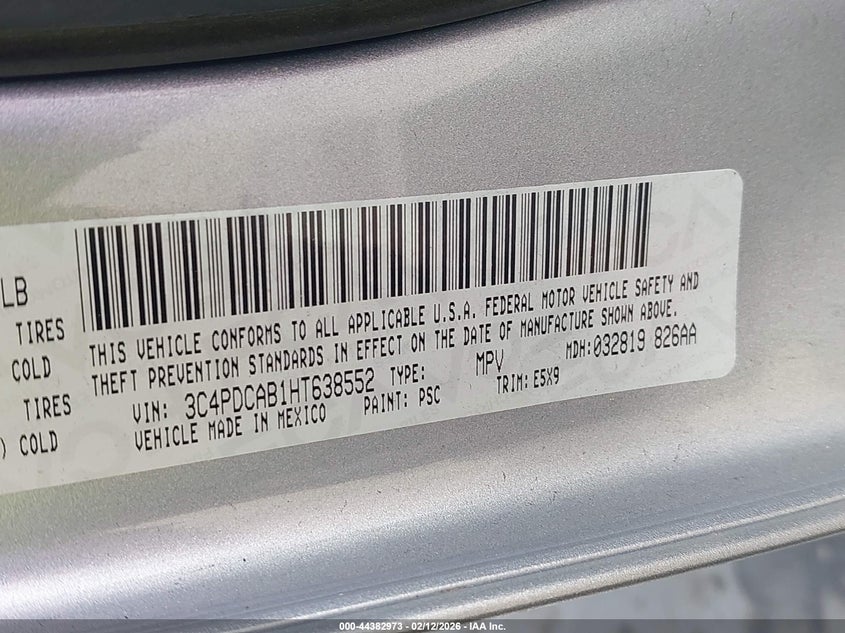 LB
TIRES
COLD
TIRES
) COLD
THIS VEHICLE CONFORMS TO ALL APPLICABLE U.S.A. FEDERAL MOTOR VEHICLE SAFETY AND
THEFT PREVENTION STANDARDS IN EFFECT ON THE DATE OF MANUFACTURE SHOWN ABOVE.
VIN: 3C4PDCAB1HT638552 TYPE: MPV MDH:032819 826AA
VEHICLE MADE IN MEXICO PAINT: PSC TRIM: E5X9
000-44382973 - 02/12/2026 - IAA Inc.